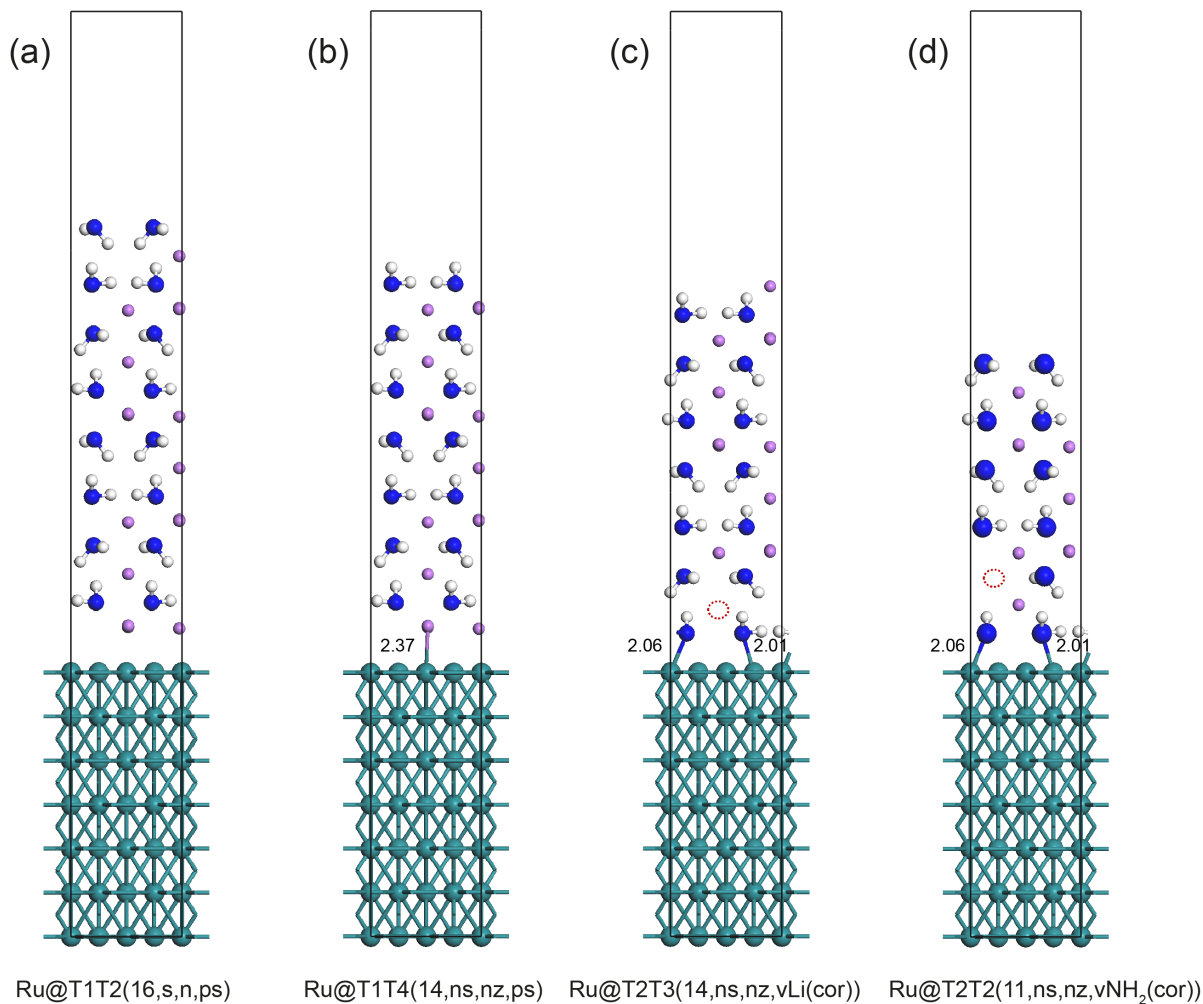 (a) (b) (c) (d)
2.37 2.06 2.01 2.06 2.01
Ru@T1T2(16,s,n,ps) Ru@T1T4(14,ns,nz,ps) Ru@T2T3(14,ns,nz,vLi(cor)) Ru@T2T2(11,ns,nz,vNH₂(cor))